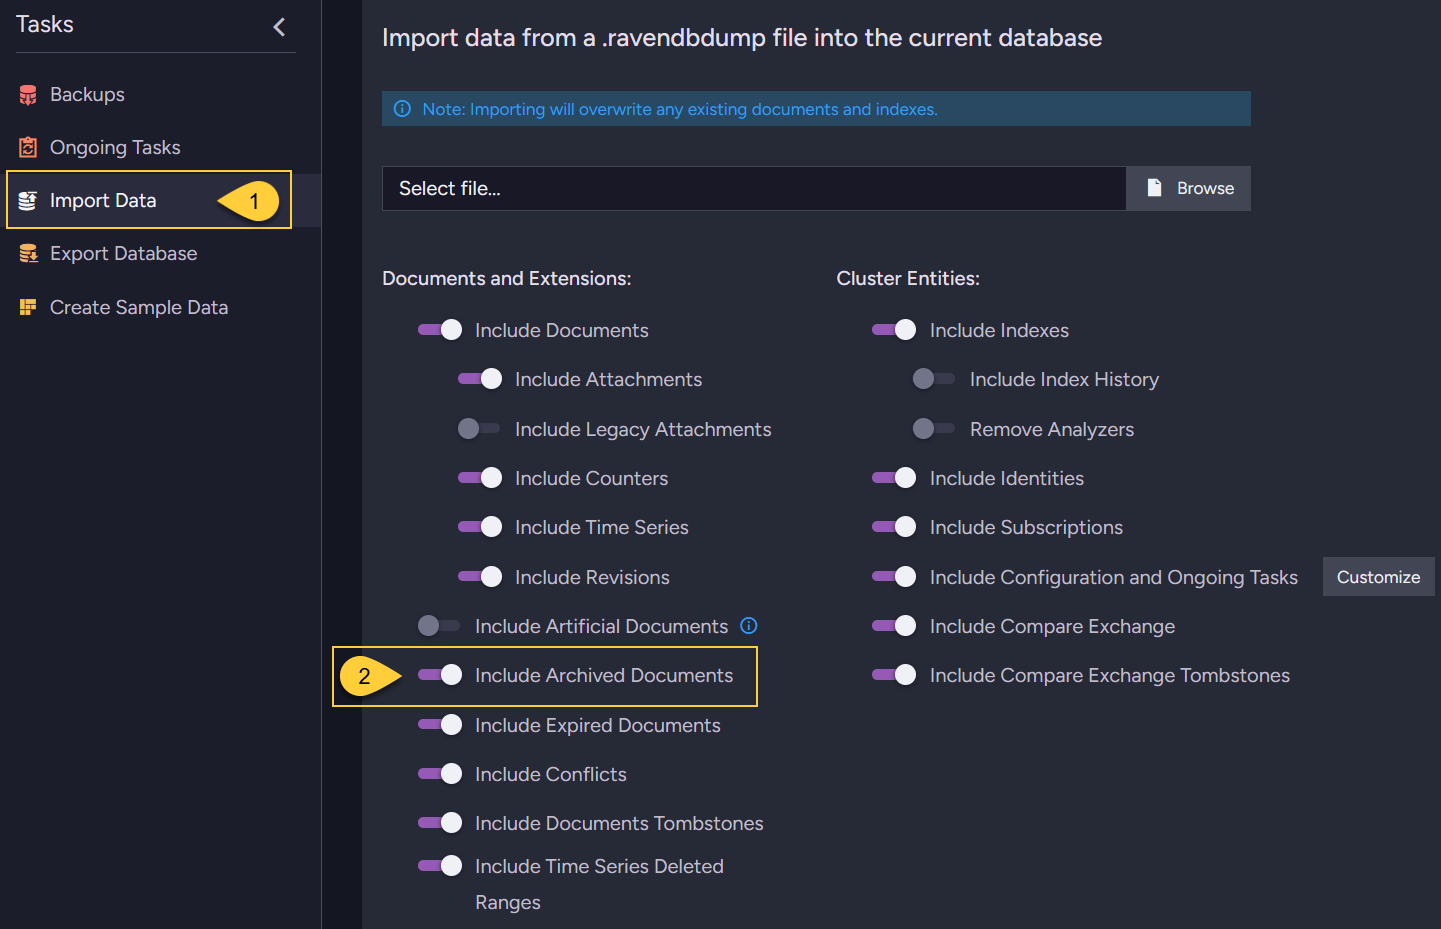 Tasks
Backups
Ongoing Tasks
Import Data
1
Export Database
Create Sample Data
Import data from a .ravendbdump file into the current database
Note: Importing will overwrite any existing documents and indexes.
Select file...
Browse
Documents and Extensions:
Include Documents
Include Attachments
Include Legacy Attachments
Include Counters
Include Time Series
Include Revisions
Include Artificial Documents
2
Include Archived Documents
Include Expired Documents
Include Conflicts
Include Documents Tombstones
Include Time Series Deleted
Ranges
Cluster Entities:
Include Indexes
Include Index History
Remove Analyzers
Include Identities
Include Subscriptions
Include Configuration and Ongoing Tasks
Customize
Include Compare Exchange
Include Compare Exchange Tombstones